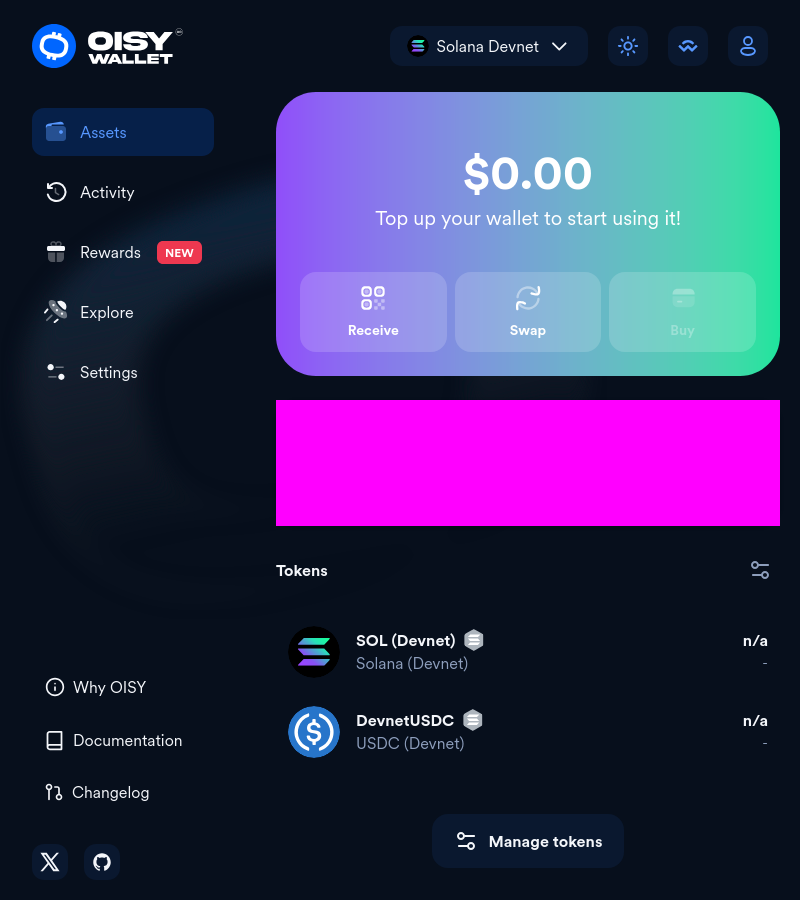 OISY
WALLET
Solana Devnet
Assets
Activity
Rewards NEW
Explore
Settings
$0.00
Top up your wallet to start using it!
Receive
Swap
Buy
Tokens
SOL (Devnet)
n/a
Solana (Devnet)
-
DevnetUSDC
n/a
USDC (Devnet)
-
Manage tokens
Why OISY
Documentation
Changelog